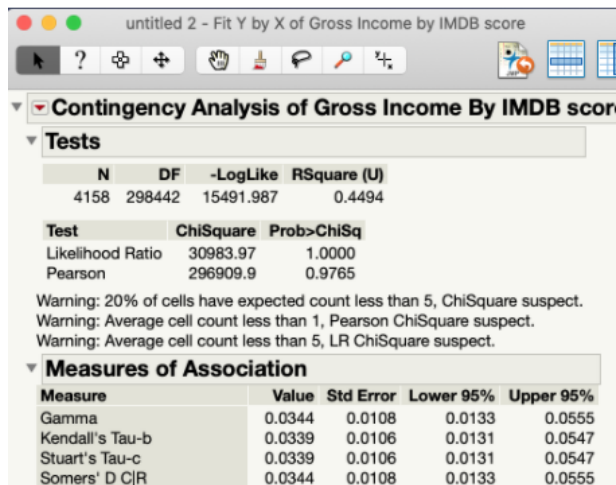 untitled 2 - Fit Y by X of Gross Income by IMDB score
Contingency Analysis of Gross Income By IMDB score
Tests
N DF -LogLike RSquare (U)
4158 298442 15491.987 0.4494
Test ChiSquare Prob>ChiSq
Likelihood Ratio 30983.97 1.0000
Pearson 296909.9 0.9765
Warning: 20% of cells have expected count less than 5, ChiSquare suspect.
Warning: Average cell count less than 1, Pearson ChiSquare suspect.
Warning: Average cell count less than 5, LR ChiSquare suspect.
Measures of Association
Measure Value Std Error Lower 95% Upper 95%
Gamma 0.0344 0.0108 0.0133 0.0555
Kendall's Tau-b 0.0339 0.0106 0.0131 0.0547
Stuart's Tau-c 0.0339 0.0106 0.0131 0.0547
Somers' D C|R 0.0344 0.0108 0.0133 0.0555